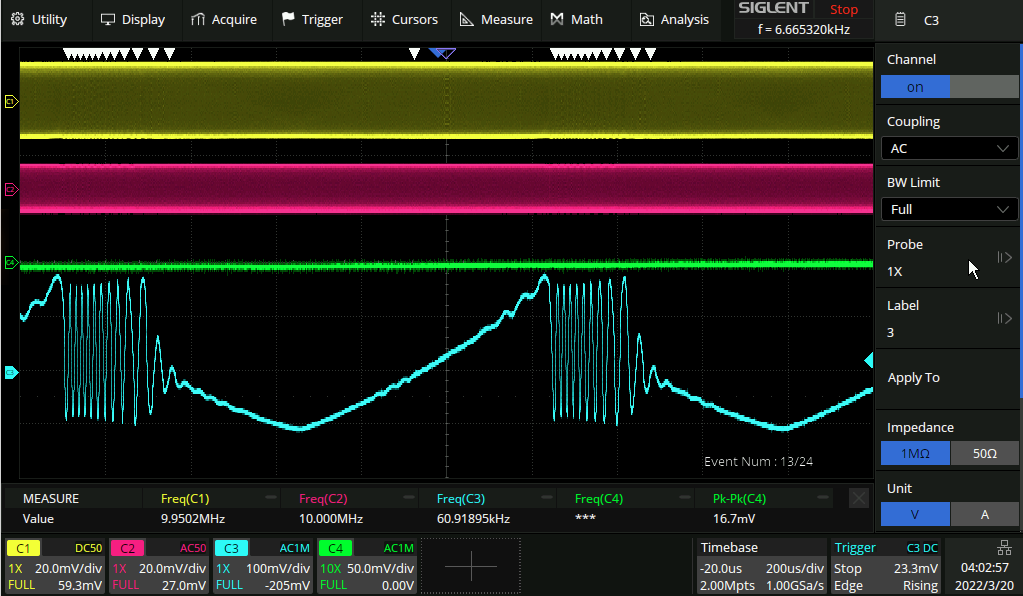 Utility Display Acquire Trigger Cursors Measure Math Analysis SIGLENT Stop C3
f = 6.665320kHz
Channel
on
Coupling
AC
BW Limit
Full
Probe
1X
Label
3
Apply To
Impedance
1MΩ 50Ω
Unit
V A
C1
C2
C4
C3
Event Num : 13/24
MEASURE Freq(C1) Freq(C2) Freq(C3) Freq(C4) Pk-Pk(C4)
Value 9.9502MHz 10.000MHz 60.91895kHz *** 16.7mV
C1 DC50 C2 AC50 C3 AC1M C4 AC1M Timebase Trigger C3 DC
1X 20.0mV/div 1X 20.0mV/div 1X 100mV/div 10X 50.0mV/div -20.0us 200us/div Stop 23.3mV 04:02:57
FULL 59.3mV FULL 27.0mV FULL -205mV FULL 0.00V 2.00Mpts 1.00GSa/s Edge Rising 2022/3/20